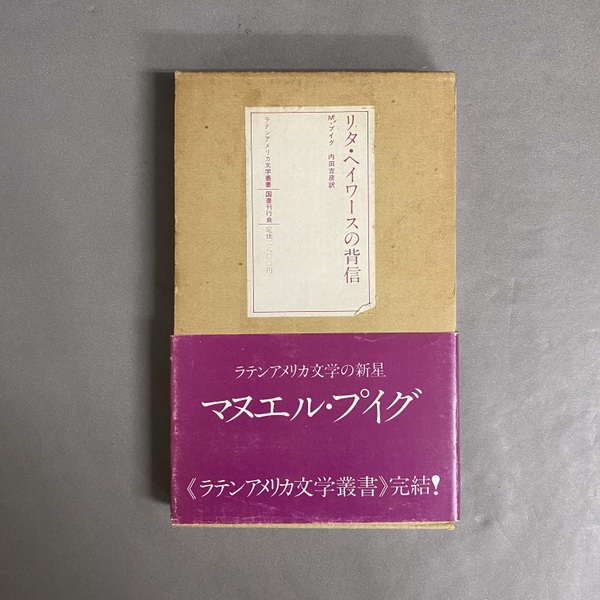 リタ・ヘイワースの背信
M・プイグ 内田吉彦訳
ラテンアメリカ文学叢書 国書刊行会
ラテンアメリカ文学の新星
マヌエル・プイグ
《ラテンアメリカ文学叢書》完結!